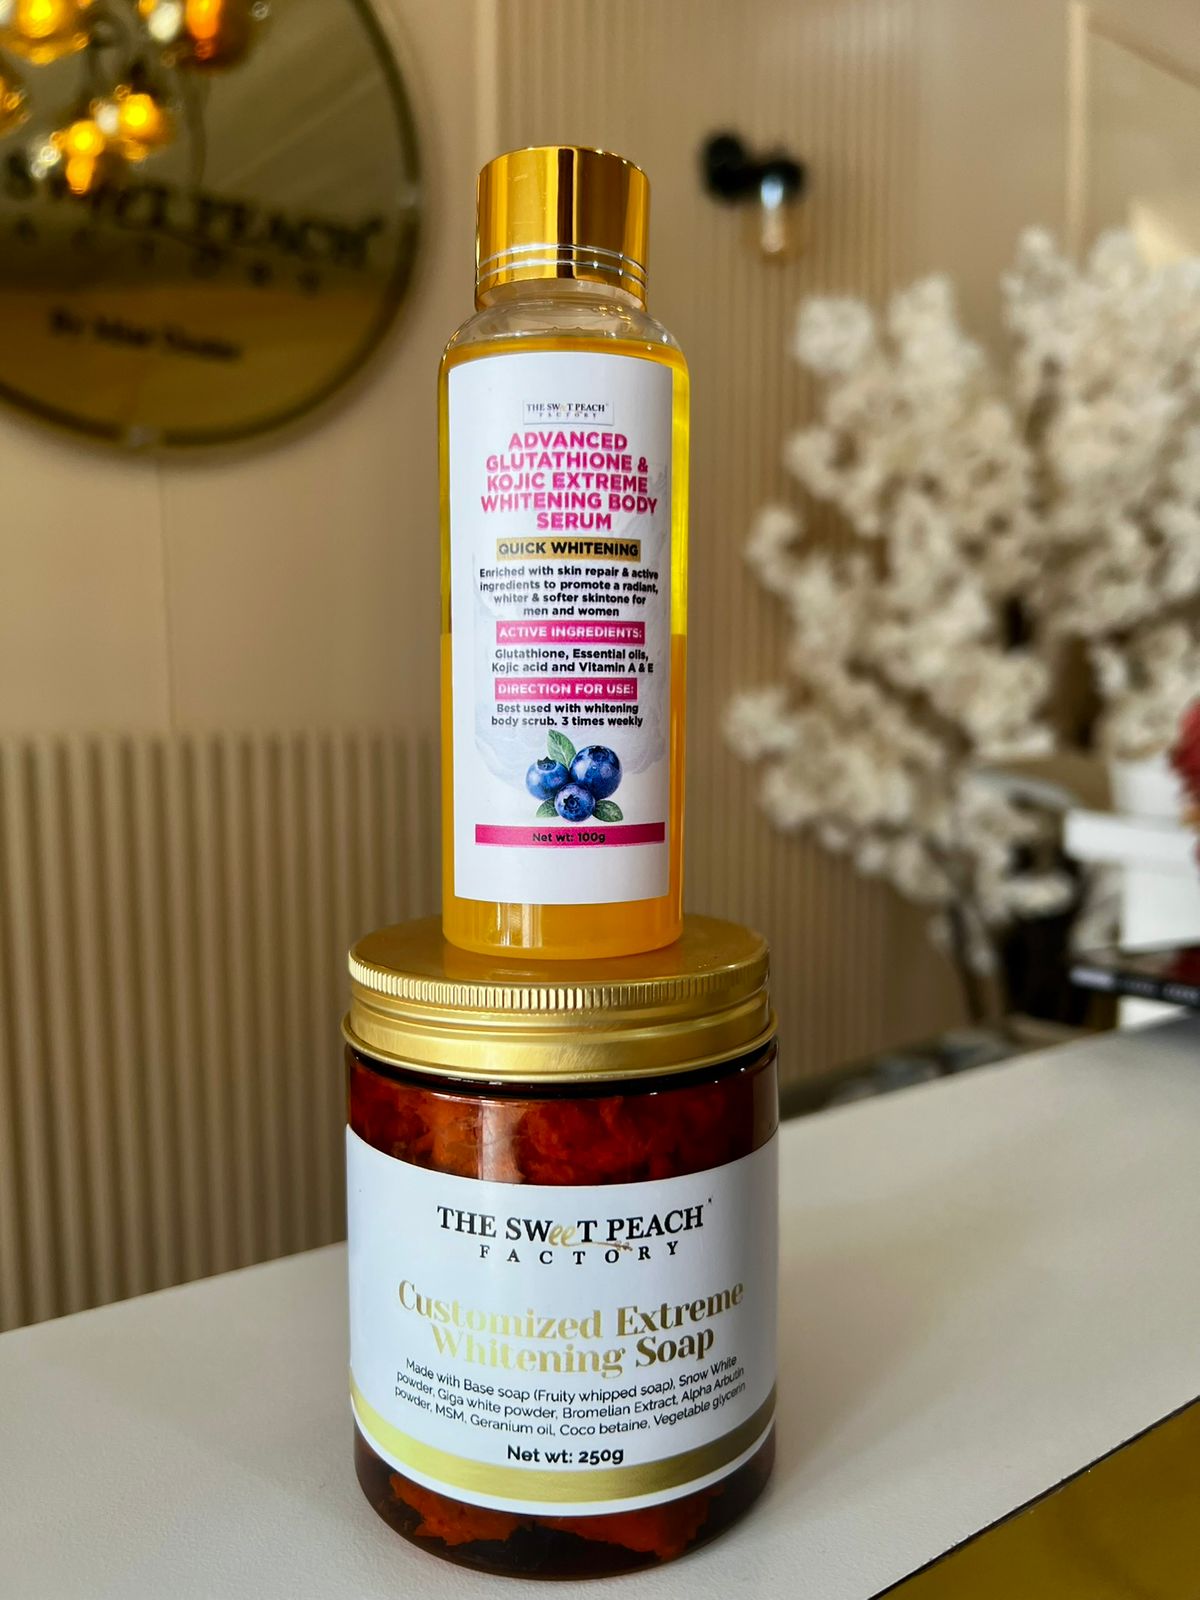 SWEET PEACH
FACTORY
THE SWEET PEACH
FACTORY
ADVANCED
GLUTATHIONE &
KOJIC EXTREME
WHITENING BODY
SERUM
QUICK WHITENING
Enriched with skin repair & active
ingredients to promote a radiant,
whiter & softer skintone for
men and women
ACTIVE INGREDIENTS:
Glutathione, Essential oils,
Kojic acid and Vitamin A & E
DIRECTION FOR USE:
Best used with whitening
body scrub. 3 times weekly
Net wt: 100g
THE SWeeT PEACH
FACTORY
Customized Extreme
Whitening Soap
Made with Base soap (Fruity whipped soap), Snow White
powder, Giga white powder, Bromelian Extract, Alpha Arbutin
powder, MSM, Geranium oil, Coco betaine, Vegetable glycerin
Net wt: 250g